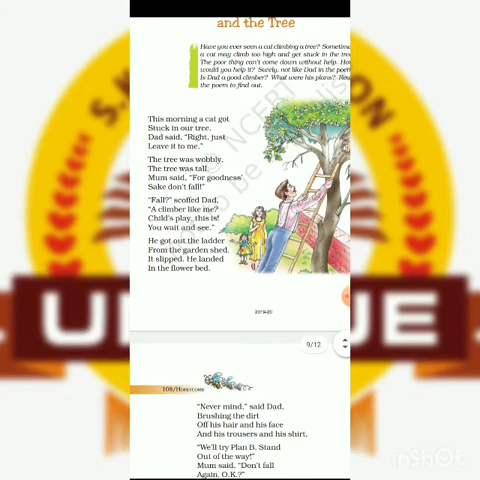 and the Tree
Have you ever seen a cat climbing a tree?
a cat may climb too high and get stuck in the
The poor thing can't come down without help.
would you help it? Surely, not like Dad in the
Is Dad a good climber? What were his plans?
the poem to find out.
This morning a cat got
Stuck in our tree.
Dad said, "Right, just
Leave it to me."
The tree was wobbly,
The tree was tall.
Mum said, "For goodness'
Sake don't fall!"
"Fall?" scoffed Dad,
"A climber like me?
Child's play, this is!
You wait and see."
He got out the ladder
From the garden shed.
It slipped. He landed
In the flower bed.
2019-20
9/12
108/HONEYCOMB
"Never mind," said Dad,
Brushing the dirt
Off his hair and his face
And his trousers and his shirt,
"We'll try Plan B. Stand
Out of the way!"
Mum said, "Don't fall
Again, O.K.?"
InShOt